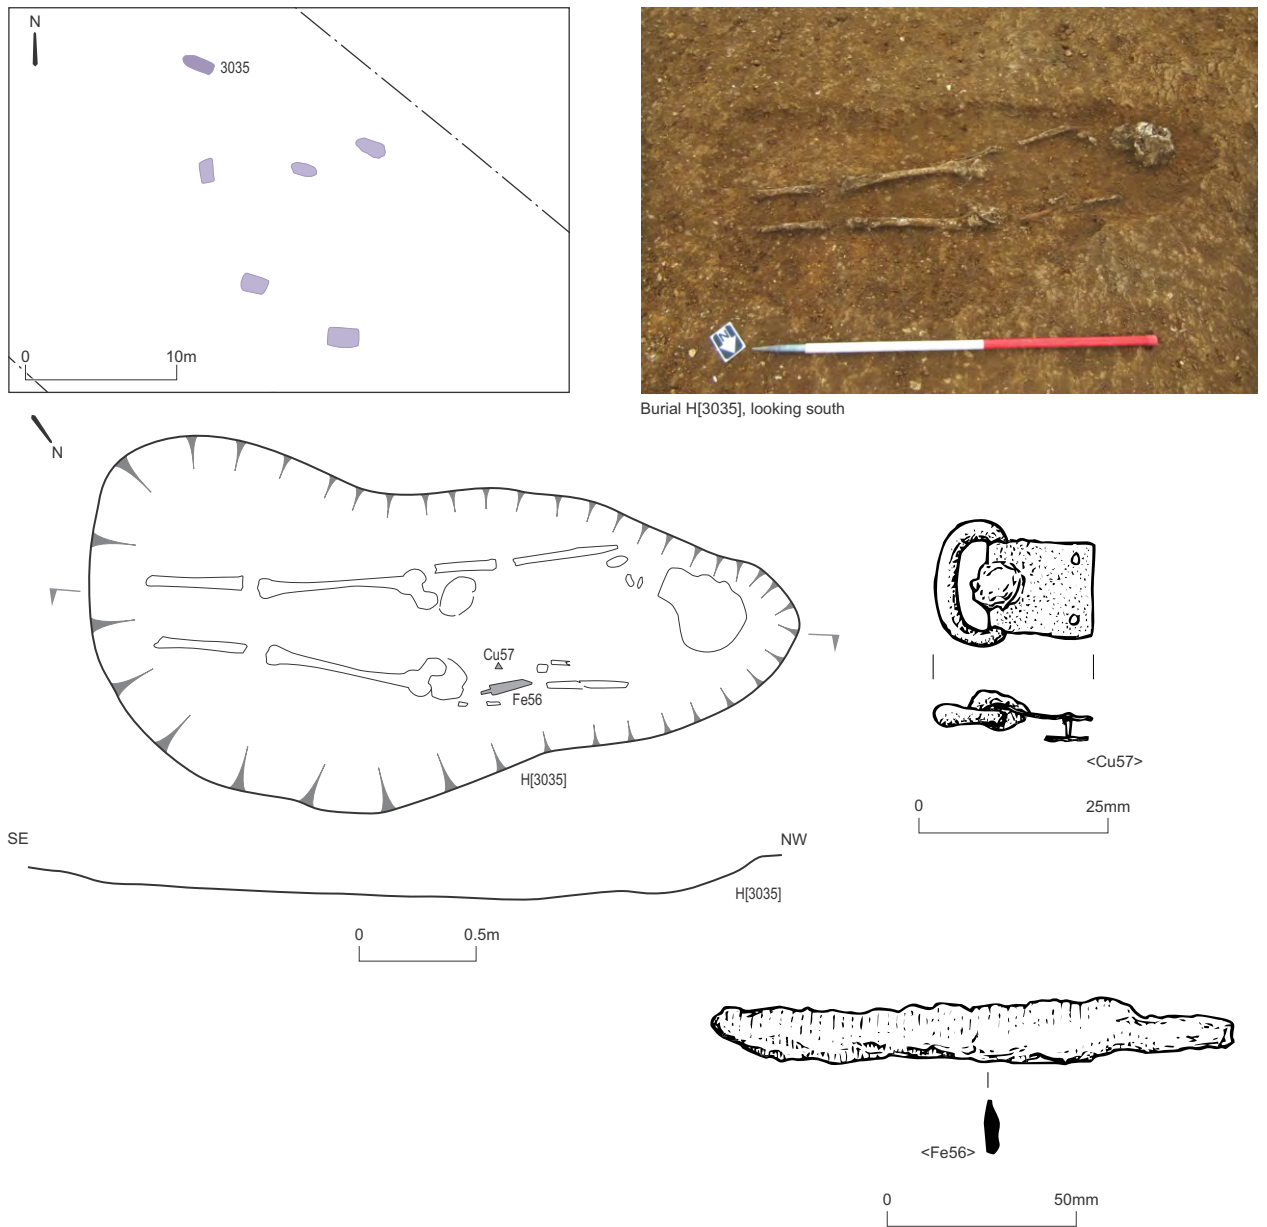 N
3035
0 10m
N
Burial H[3035], looking south
N
Cu57
Fe56
H[3035]
<Cu57>
0 25mm
SE NW
H[3035]
0 0.5m
<Fe56>
0 50mm